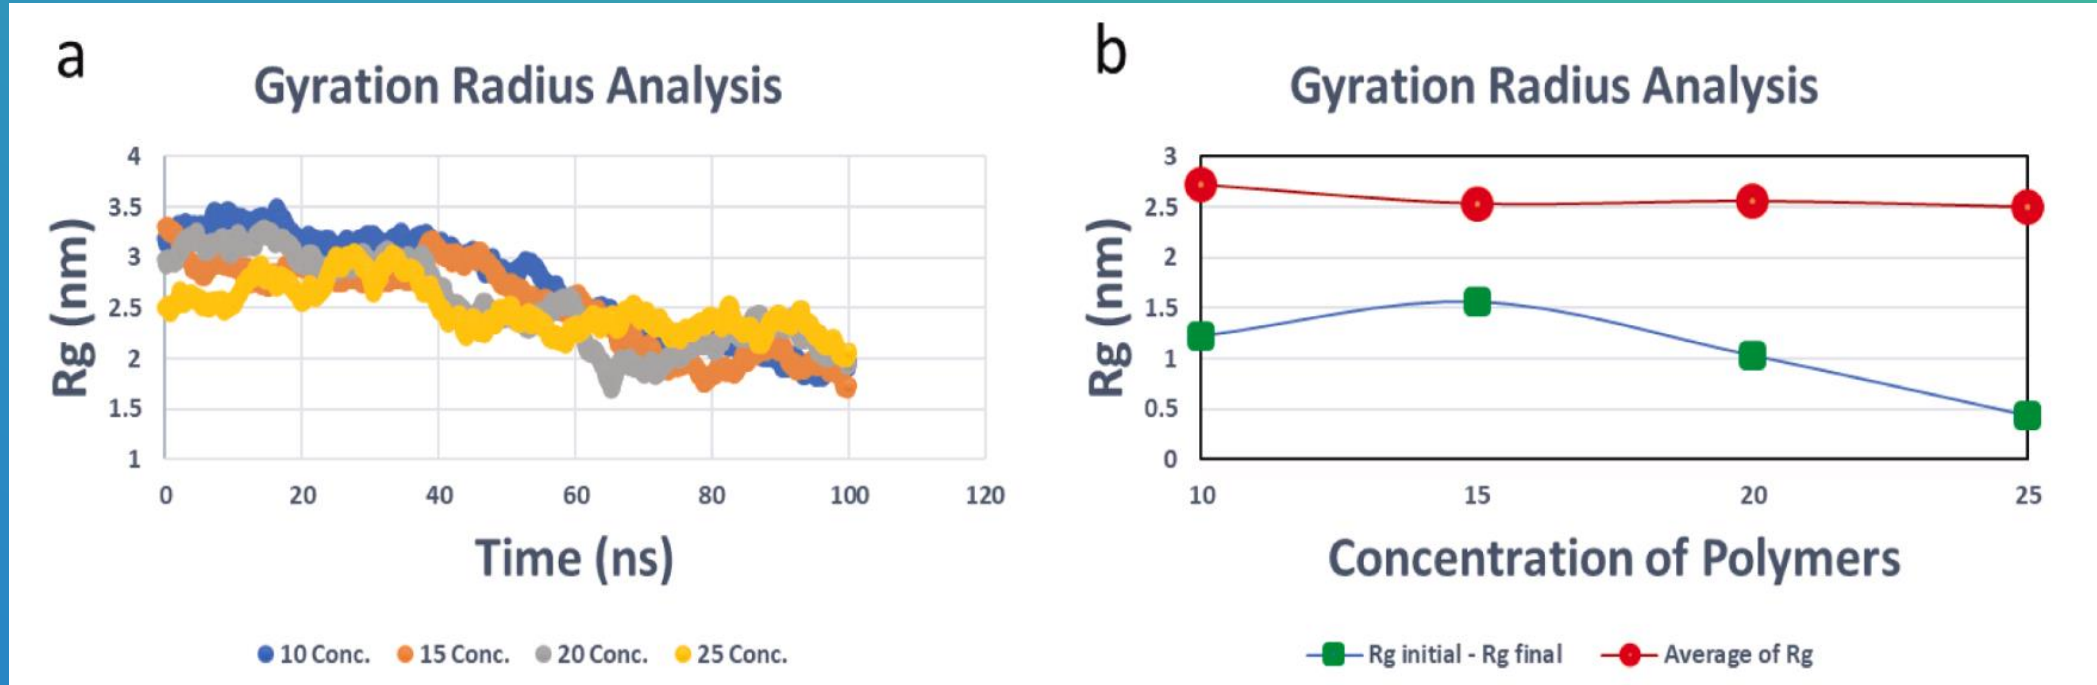 a
Gyration Radius Analysis
4
3.5
3
2.5
2
1.5
1
Rg (nm)
0 20 40 60 80 100 120
Time (ns)
10 Conc. 15 Conc. 20 Conc. 25 Conc.
b
Gyration Radius Analysis
3
2.5
2
1.5
1
0.5
0
Rg (nm)
10 15 20 25
Concentration of Polymers
Rg initial - Rg final Average of Rg